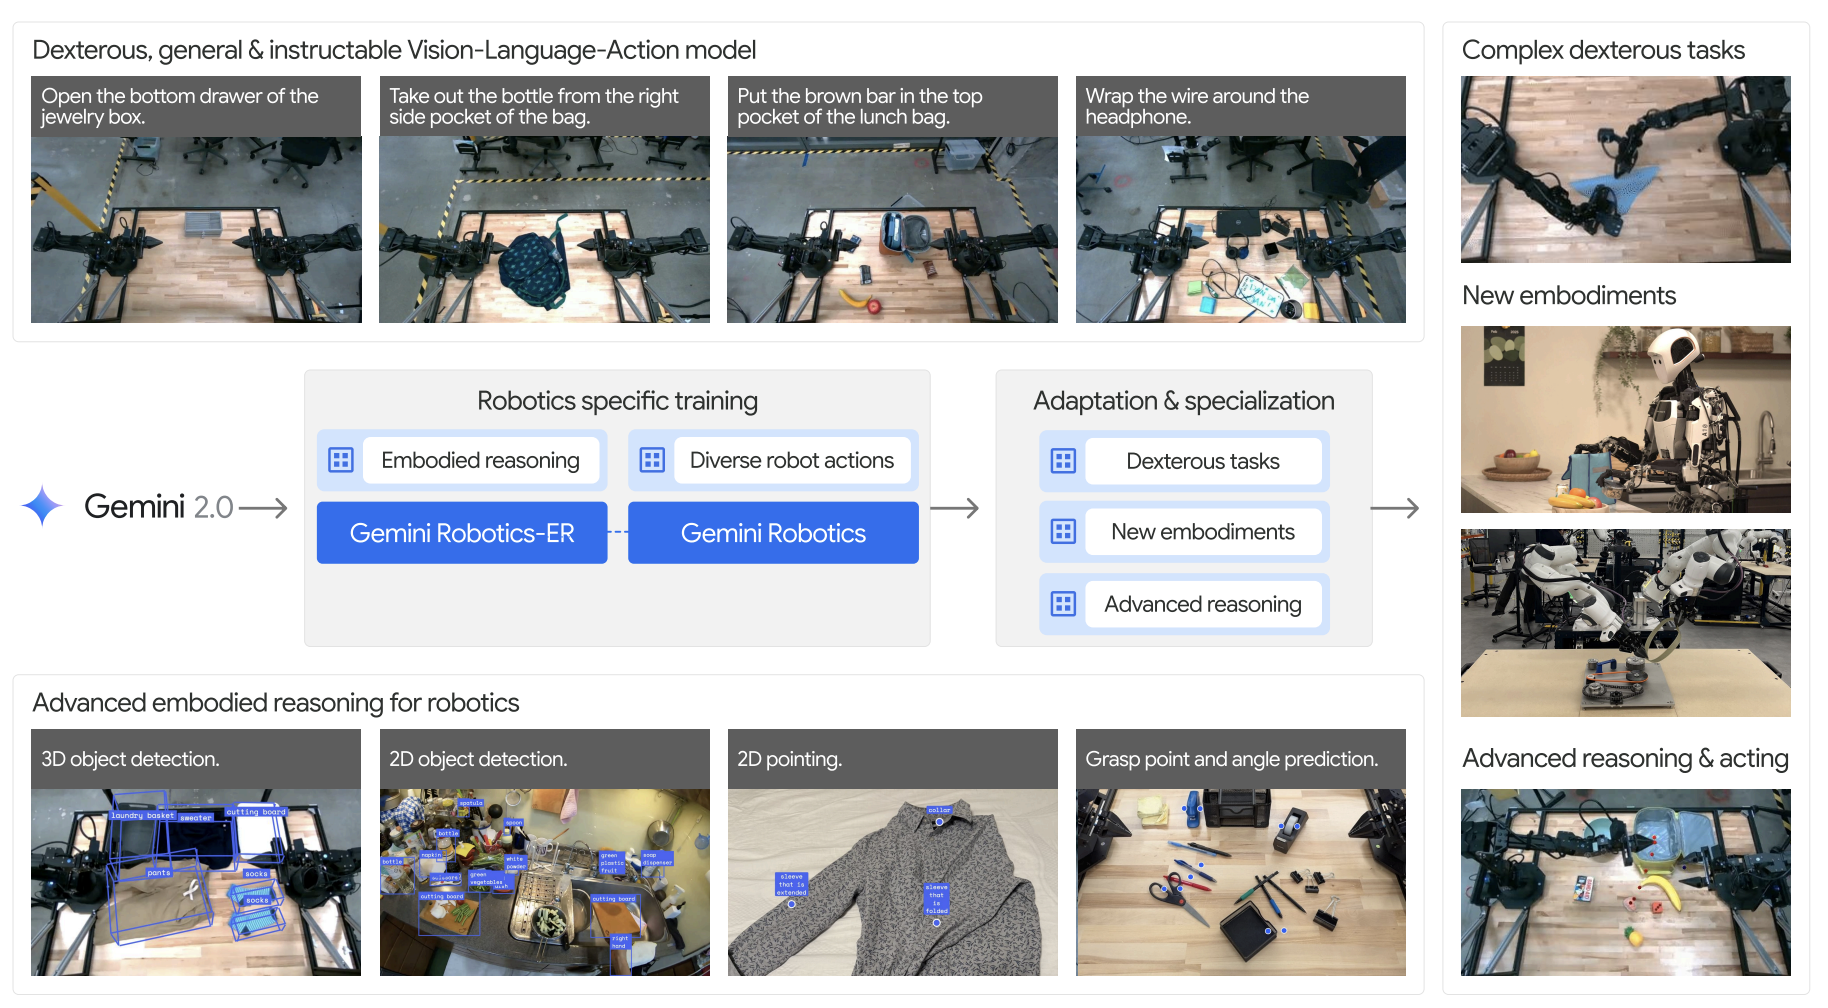 Dexterous, general & instructable Vision-Language-Action model
Open the bottom drawer of the
jewelry box.
Take out the bottle from the right
side pocket of the bag.
Put the brown bar in the top
pocket of the lunch bag.
Wrap the wire around the
headphone.
Gemini 2.0
Robotics specific training
Embodied reasoning
Diverse robot actions
Gemini Robotics-ER
Gemini Robotics
Adaptation & specialization
Dexterous tasks
New embodiments
Advanced reasoning
Advanced embodied reasoning for robotics
3D object detection.
laundry basket
sweater
cutting board
pants
socks
socks
2D object detection.
spatula
spoon
bottle
bottle
napkin
white
powder
green
vegetables
green
plastic
fruit
soap
dispenser
cutting board
cutting board
right
hand
2D pointing.
collar
sleeve
that is
extended
sleeve
that
is
folded
Grasp point and angle prediction.
Complex dexterous tasks
New embodiments
Advanced reasoning & acting